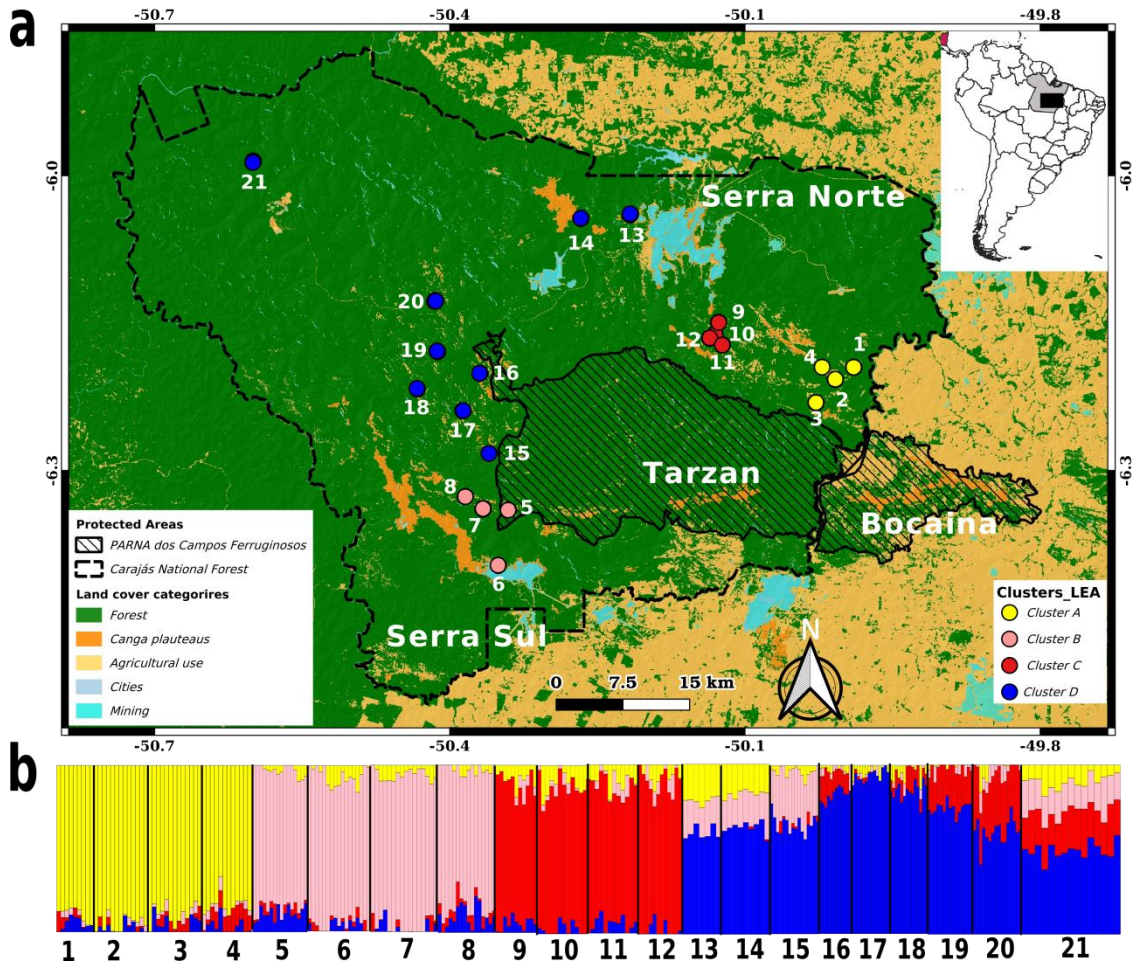 a
-50.7 -50.4 -50.1 -49.8
-6.0 -6.0
Serra Norte
21
14 13
20
9
12 10
11
19
4 1
16
2
18
3
17
15
-6.3 -6.3
Tarzan
8
7 5
Bocaina
6
Serra Sul
Protected Areas
PARNA dos Campos Ferruginosos
Carajás National Forest
Land cover categorires
Forest
Canga plauteaus
Agricultural use
Cities
Mining
N
0 7.5 15 km
Clusters_LEA
Cluster A
Cluster B
Cluster C
Cluster D
-50.7 -50.4 -50.1 -49.8
b
1 2 3 4 5 6 7 8 9 10 11 12 13 14 15 16 17 18 19 20 21